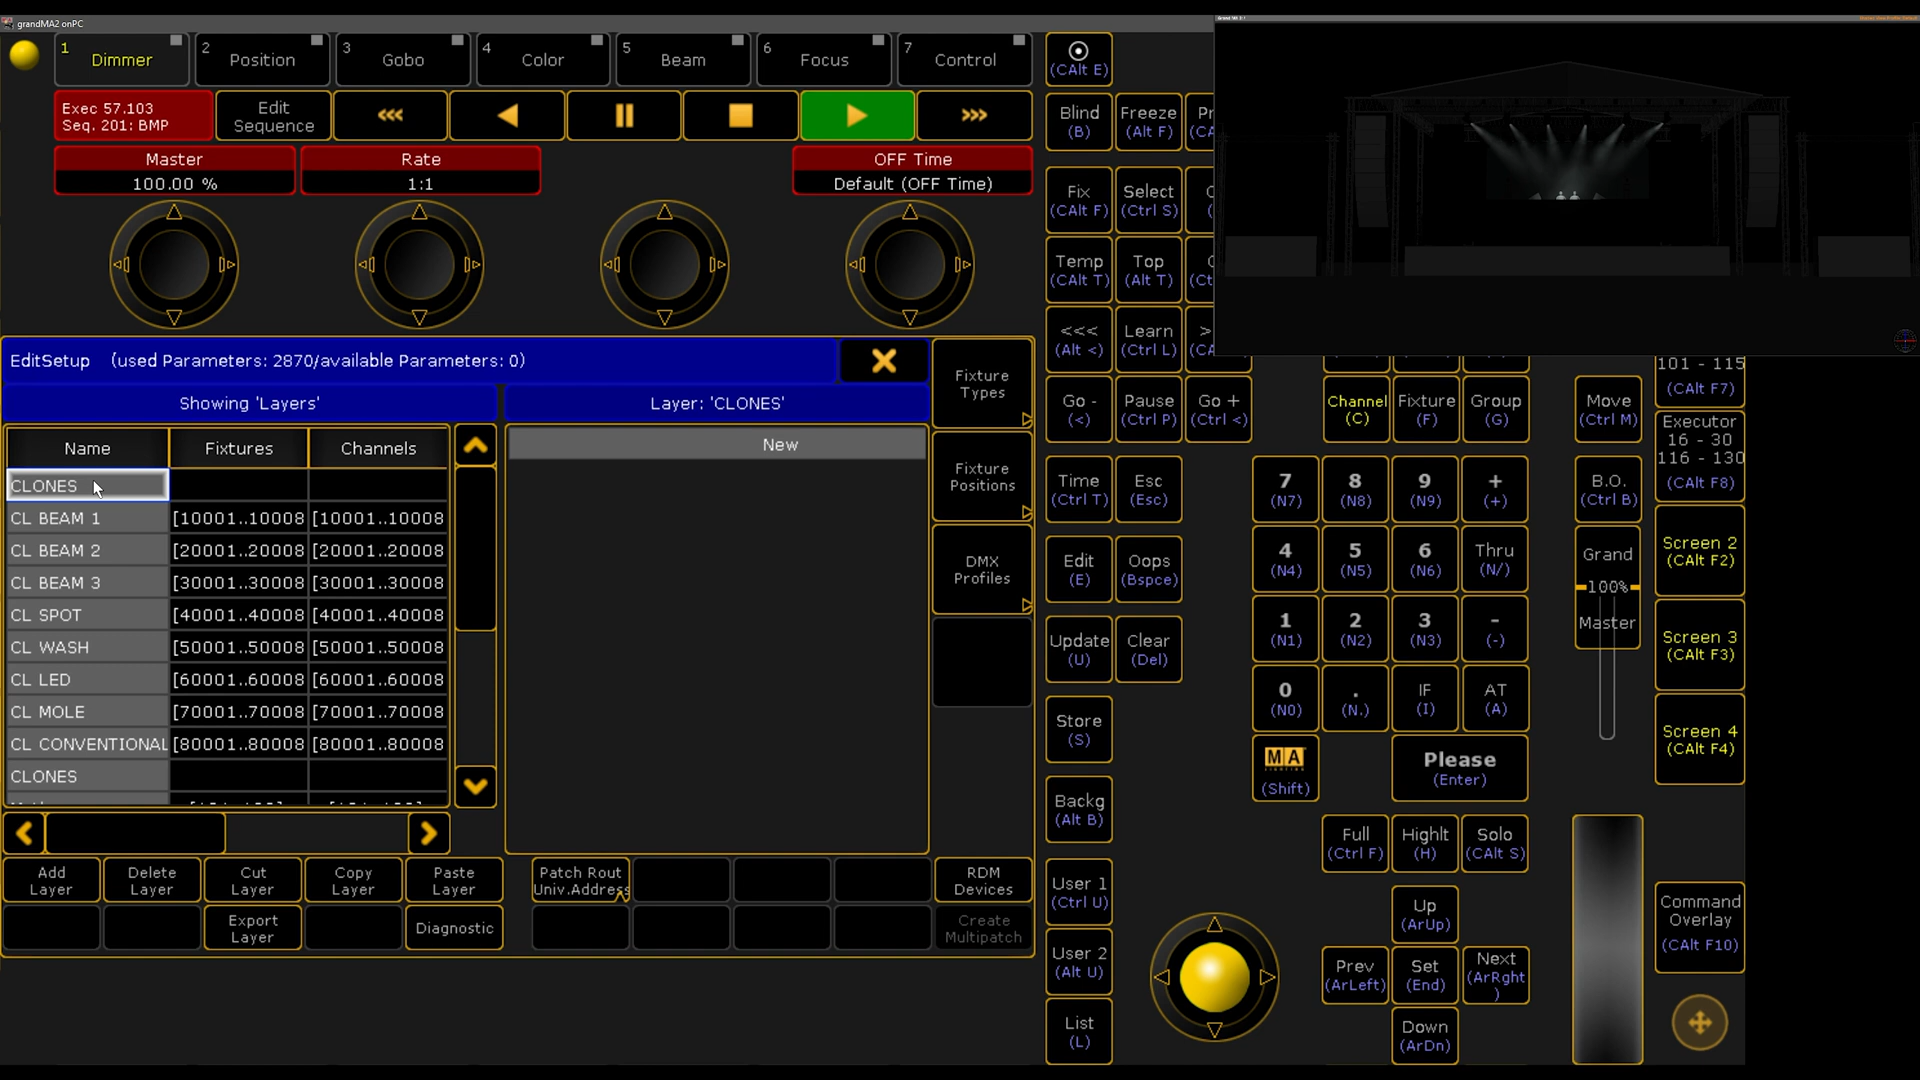 grandMA2 onPC
1 Dimmer
2 Position
3 Gobo
4 Color
5 Beam
6 Focus
7 Control
Exec 57.103
Seq. 201: BMP
Edit
Sequence
Master
100.00 %
Rate
1:1
OFF Time
Default (OFF Time)
EditSetup (used Parameters: 2870/available Parameters: 0)
Showing 'Layers'
Layer: 'CLONES'
Name Fixtures Channels
CLONES
CL BEAM 1 [10001..10008 [10001..10008
CL BEAM 2 [20001..20008 [20001..20008
CL BEAM 3 [30001..30008 [30001..30008
CL SPOT [40001..40008 [40001..40008
CL WASH [50001..50008 [50001..50008
CL LED [60001..60008 [60001..60008
CL MOLE [70001..70008 [70001..70008
CL CONVENTIONAL [80001..80008 [80001..80008
CLONES
New
Fixture
Types
Fixture
Positions
DMX
Profiles
Add
Layer
Delete
Layer
Cut
Layer
Copy
Layer
Paste
Layer
Export
Layer
Diagnostic
Patch Rout
Univ.Address
RDM
Devices
Create
Multipatch
(CAlt E)
Blind
(B)
Freeze
(Alt F)
Pr
(CA
Fix
(CAlt F)
Select
(Ctrl S)
Temp
(CAlt T)
Top
(Alt T)
<<<
(Alt <)
Learn
(Ctrl L)
Go -
(<)
Pause
(Ctrl P)
Go +
(Ctrl <)
Channel
(C)
Fixture
(F)
Group
(G)
Move
(Ctrl M)
101 - 115
(CAlt F7)
Executor
16 - 30
116 - 130
(CAlt F8)
Time
(Ctrl T)
Esc
(Esc)
7
(N7)
8
(N8)
9
(N9)
+
(+)
B.O.
(Ctrl B)
Edit
(E)
Oops
(Bspce)
4
(N4)
5
(N5)
6
(N6)
Thru
(N/)
Grand
100%
Master
Screen 2
(CAlt F2)
Update
(U)
Clear
(Del)
1
(N1)
2
(N2)
3
(N3)
-
(-)
Screen 3
(CAlt F3)
0
(N0)
.
(N.)
IF
(I)
AT
(A)
Store
(S)
MA
(Shift)
Please
(Enter)
Screen 4
(CAlt F4)
Backg
(Alt B)
Full
(Ctrl F)
Highlt
(H)
Solo
(CAlt S)
User 1
(Ctrl U)
Up
(ArUp)
Command
Overlay
(CAlt F10)
User 2
(Alt U)
Prev
(ArLeft)
Set
(End)
Next
(ArRght
)
List
(L)
Down
(ArDn)